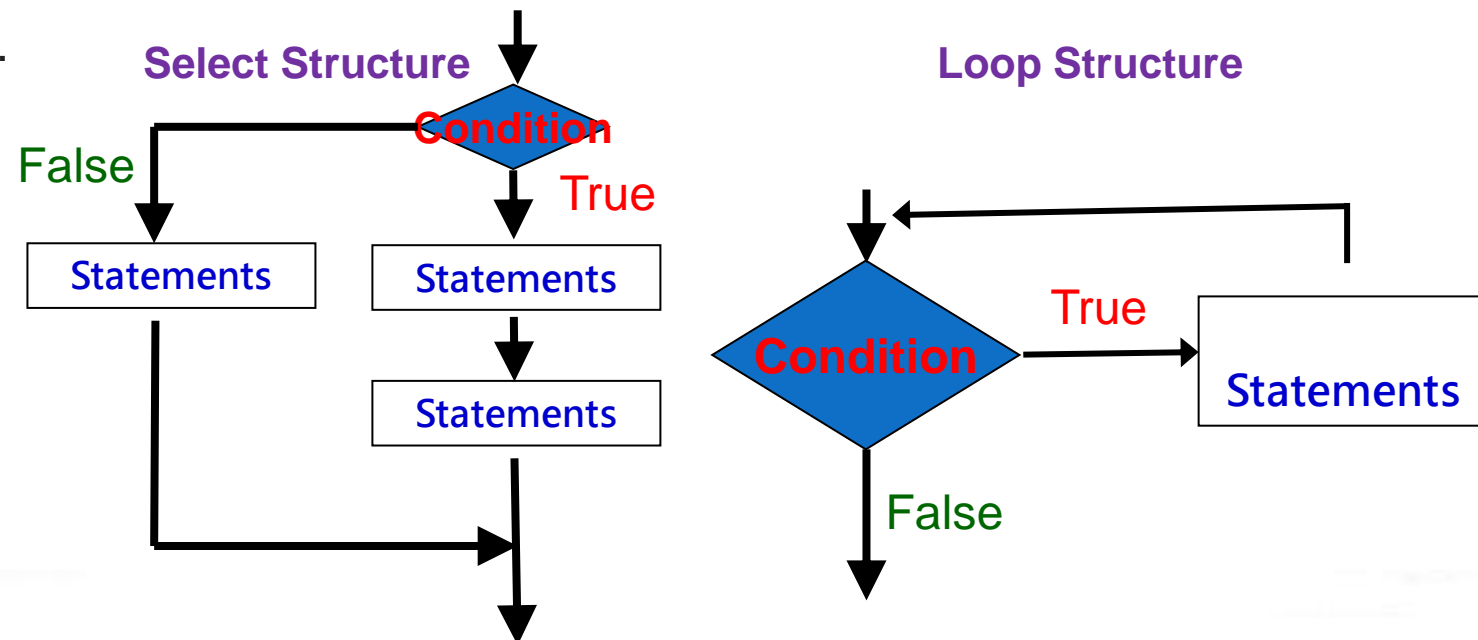 Select Structure
Condition
False
True
Statements
Statements
Statements
Loop Structure
Condition
True
Statements
False